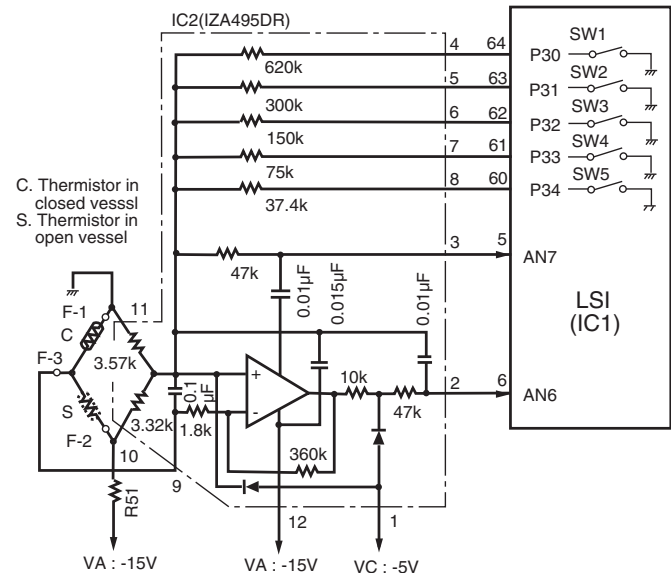 IC2(IZA495DR)
4 64
620k
P30 SW1
5 63
300k
P31 SW2
6 62
150k
P32 SW3
7 61
75k
P33 SW4
8 60
37.4k
P34 SW5
C. Thermistor in
closed vesssl
S. Thermistor in
open vessel
47k
3 5
AN7
0.01µF
0.015µF
0.01µF
LSI
(IC1)
F-1 11
C
F-3
3.57k
S
3.32k
F-2
10
R51
9
0.1
µF
1.8k
+
-
10k
47k
2 6
AN6
360k
12
1
VA : -15V
VA : -15V
VC : -5V